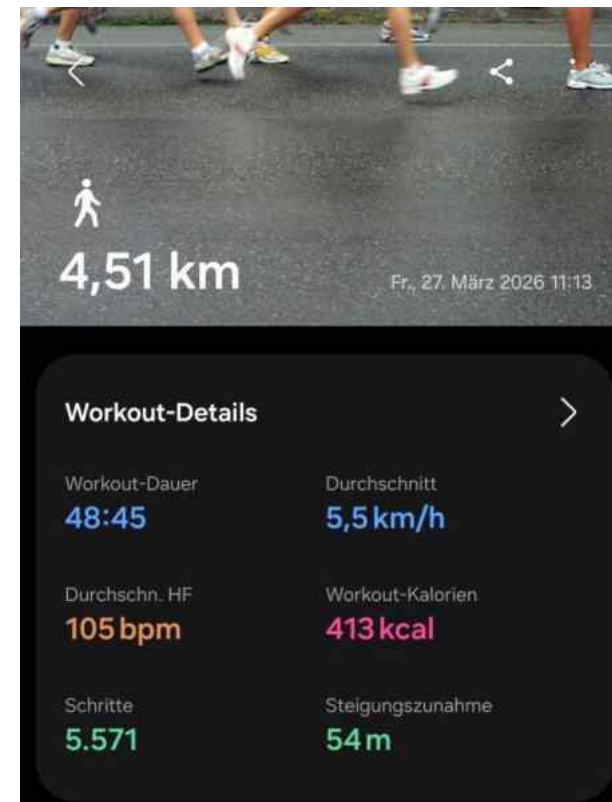 4,51 km
Fr., 27. März 2026 11:13
Workout-Details
Workout-Dauer
Durchschnitt
48:45
5,5 km/h
Durchschn. HF
Workout-Kalorien
105 bpm
413 kcal
Schritte
Steigungszunahme
5.571
54 m